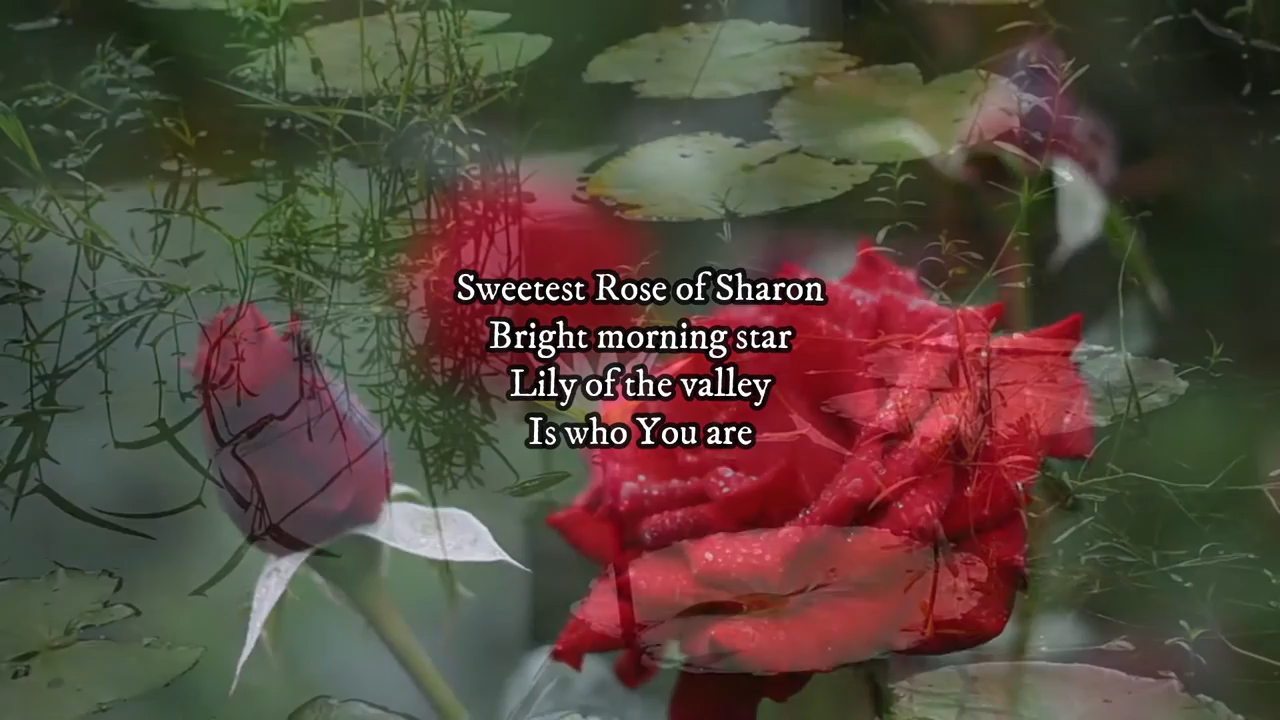 Sweetest Rose of Sharon
Bright morning star
Lily of the valley
Is who You are